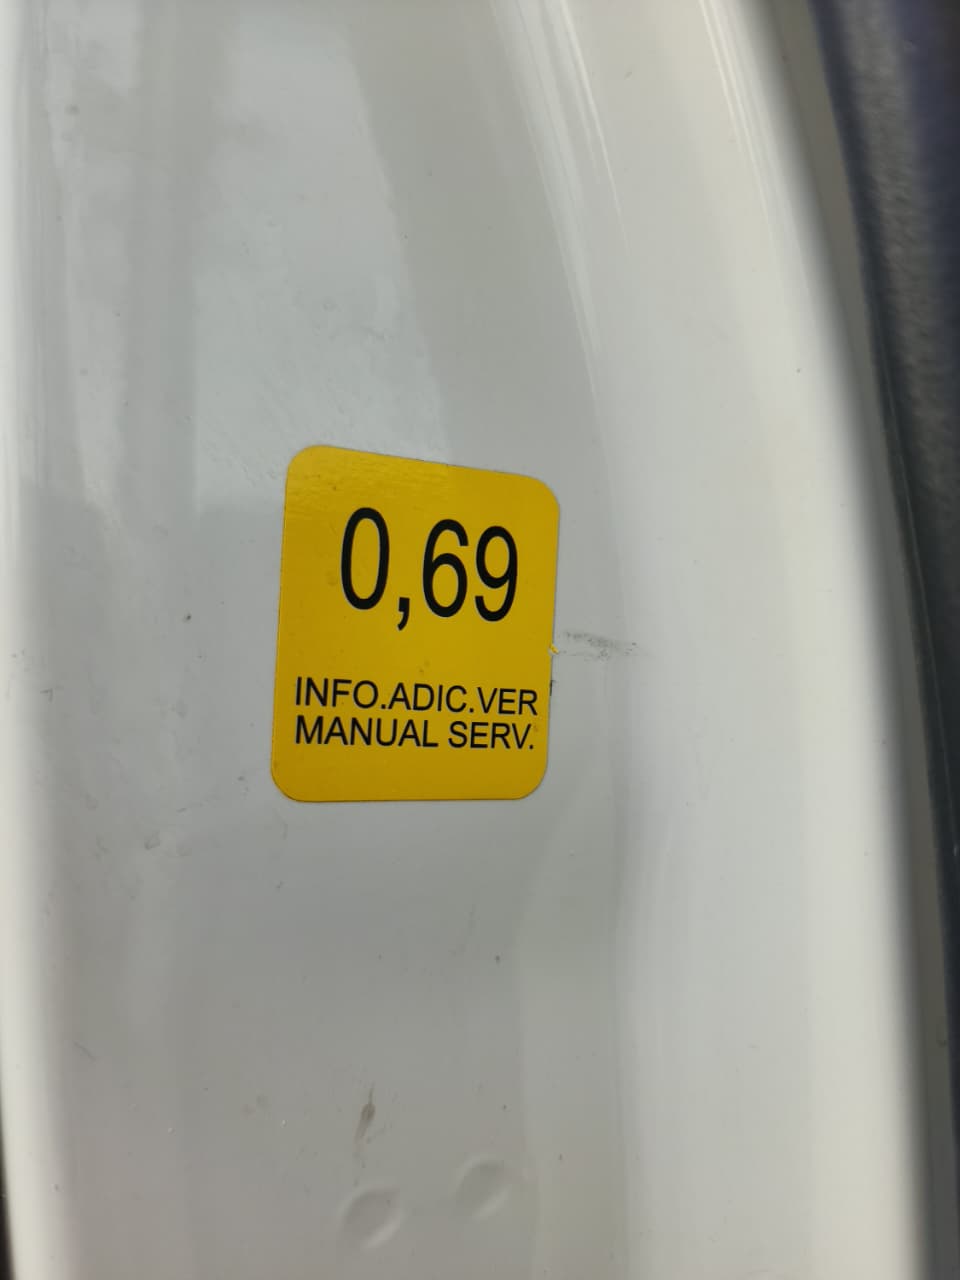 0,69
INFO.ADIC.VER
MANUAL SERV.